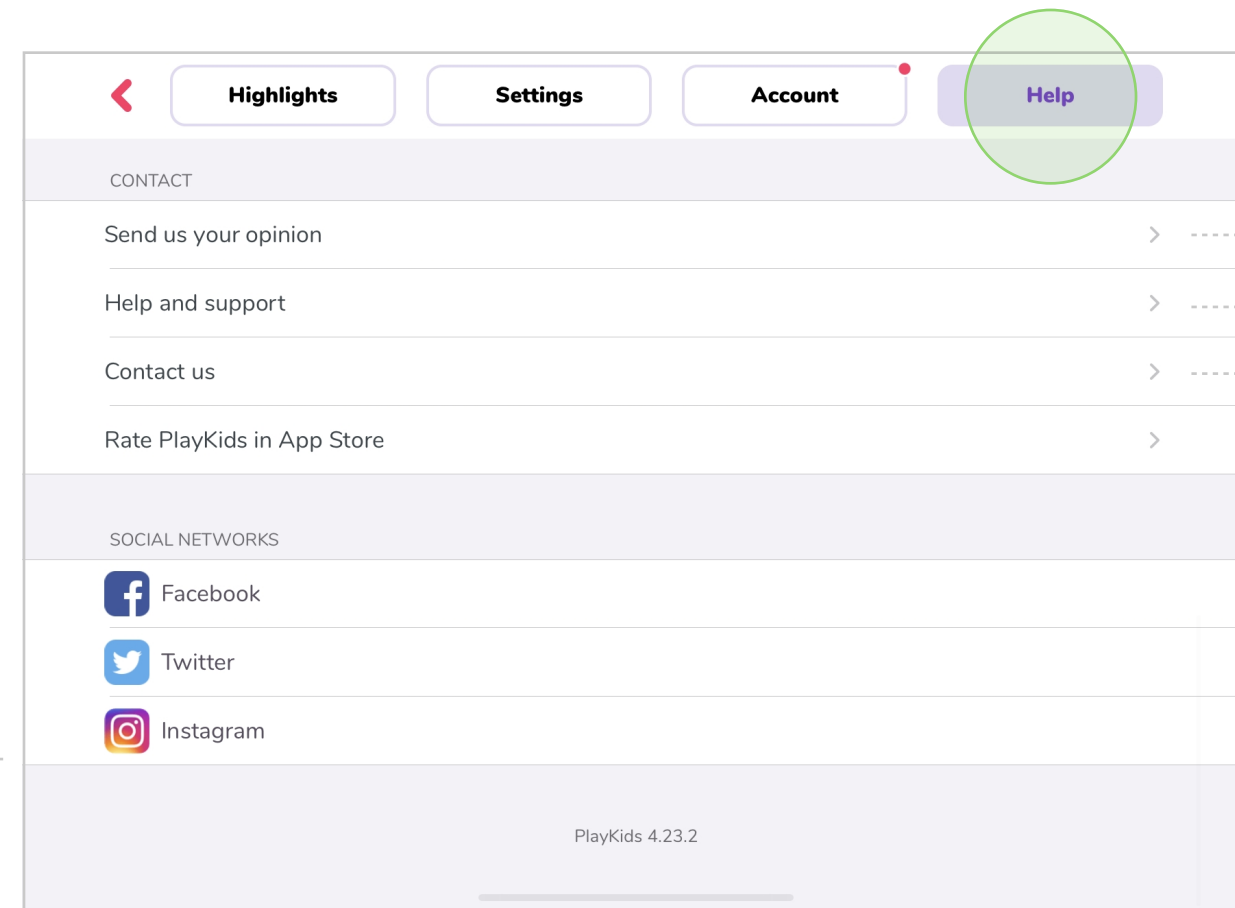 Highlights
Settings
Account
Help
CONTACT
Send us your opinion
Help and support
Contact us
Rate PlayKids in App Store
SOCIAL NETWORKS
Facebook
Twitter
Instagram
PlayKids 4.23.2